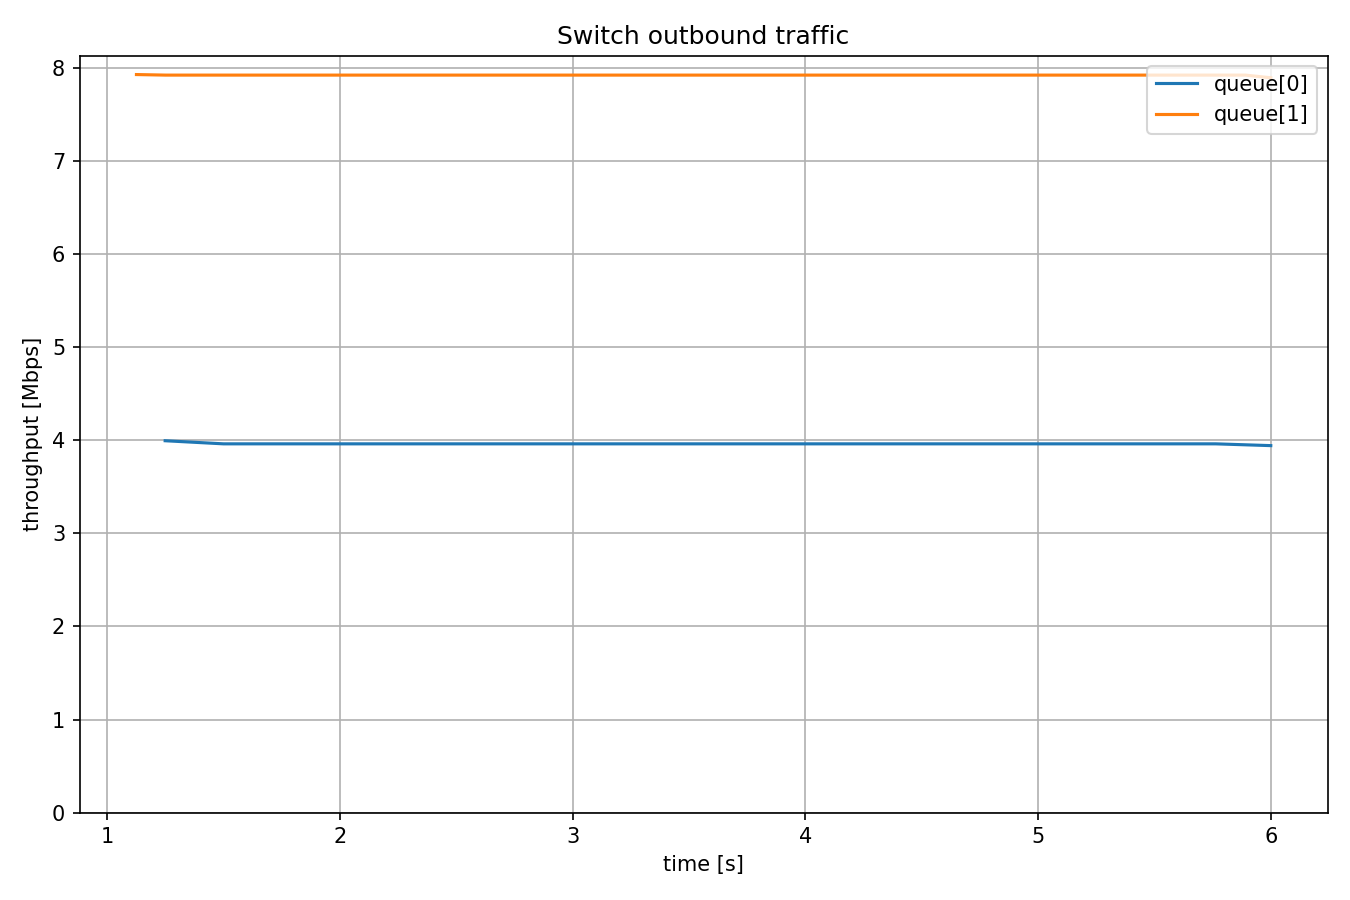 Switch outbound traffic
8
queue[0]
queue[1]
7
6
5
4
3
2
1
0
throughput [Mbps]
1 2 3 4 5 6
time [s]